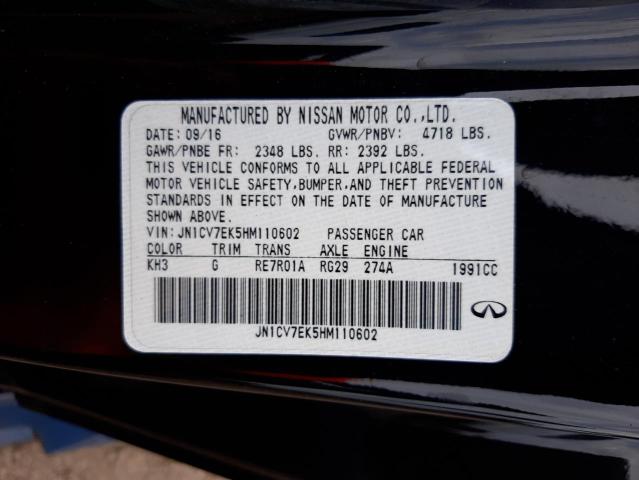 MANUFACTURED BY NISSAN MOTOR CO.,LTD.
DATE: 09/16 GVWR/PNBV: 4718 LBS.
GAWR/PNBE FR: 2348 LBS. RR: 2392 LBS.
THIS VEHICLE CONFORMS TO ALL APPLICABLE FEDERAL
MOTOR VEHICLE SAFETY,BUMPER,AND THEFT PREVENTION
STANDARDS IN EFFECT ON THE DATE OF MANUFACTURE
SHOWN ABOVE.
VIN: JN1CV7EK5HM110602 PASSENGER CAR
COLOR TRIM TRANS AXLE ENGINE
KH3 G RE7R01A RG29 274A 1991CC
JN1CV7EK5HM110602